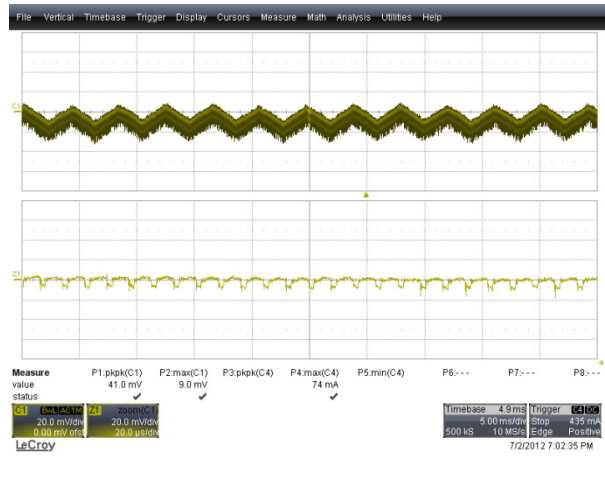 File Vertical Timebase Trigger Display Cursors Measure Math Analysis Utilities Help
C1
Z1
Measure P1:pkpk(C1) P2:max(C1) P3:pkpk(C4) P4:max(C4) P5:min(C4) P6:- - - P7:- - - P8:- - -
value 41.0 mV 9.0 mV 74 mA
status
C1 BwL AC1M Z1 zoom(C1) Timebase 4.9 ms Trigger C4 DC
20.0 mV/div 20.0 mV/div 5.00 ms/div Stop 435 mA
0.00 mV ofst 20.0 µs/div 500 kS 10 MS/s Edge Positive
LeCroy 7/2/2012 7:02:35 PM